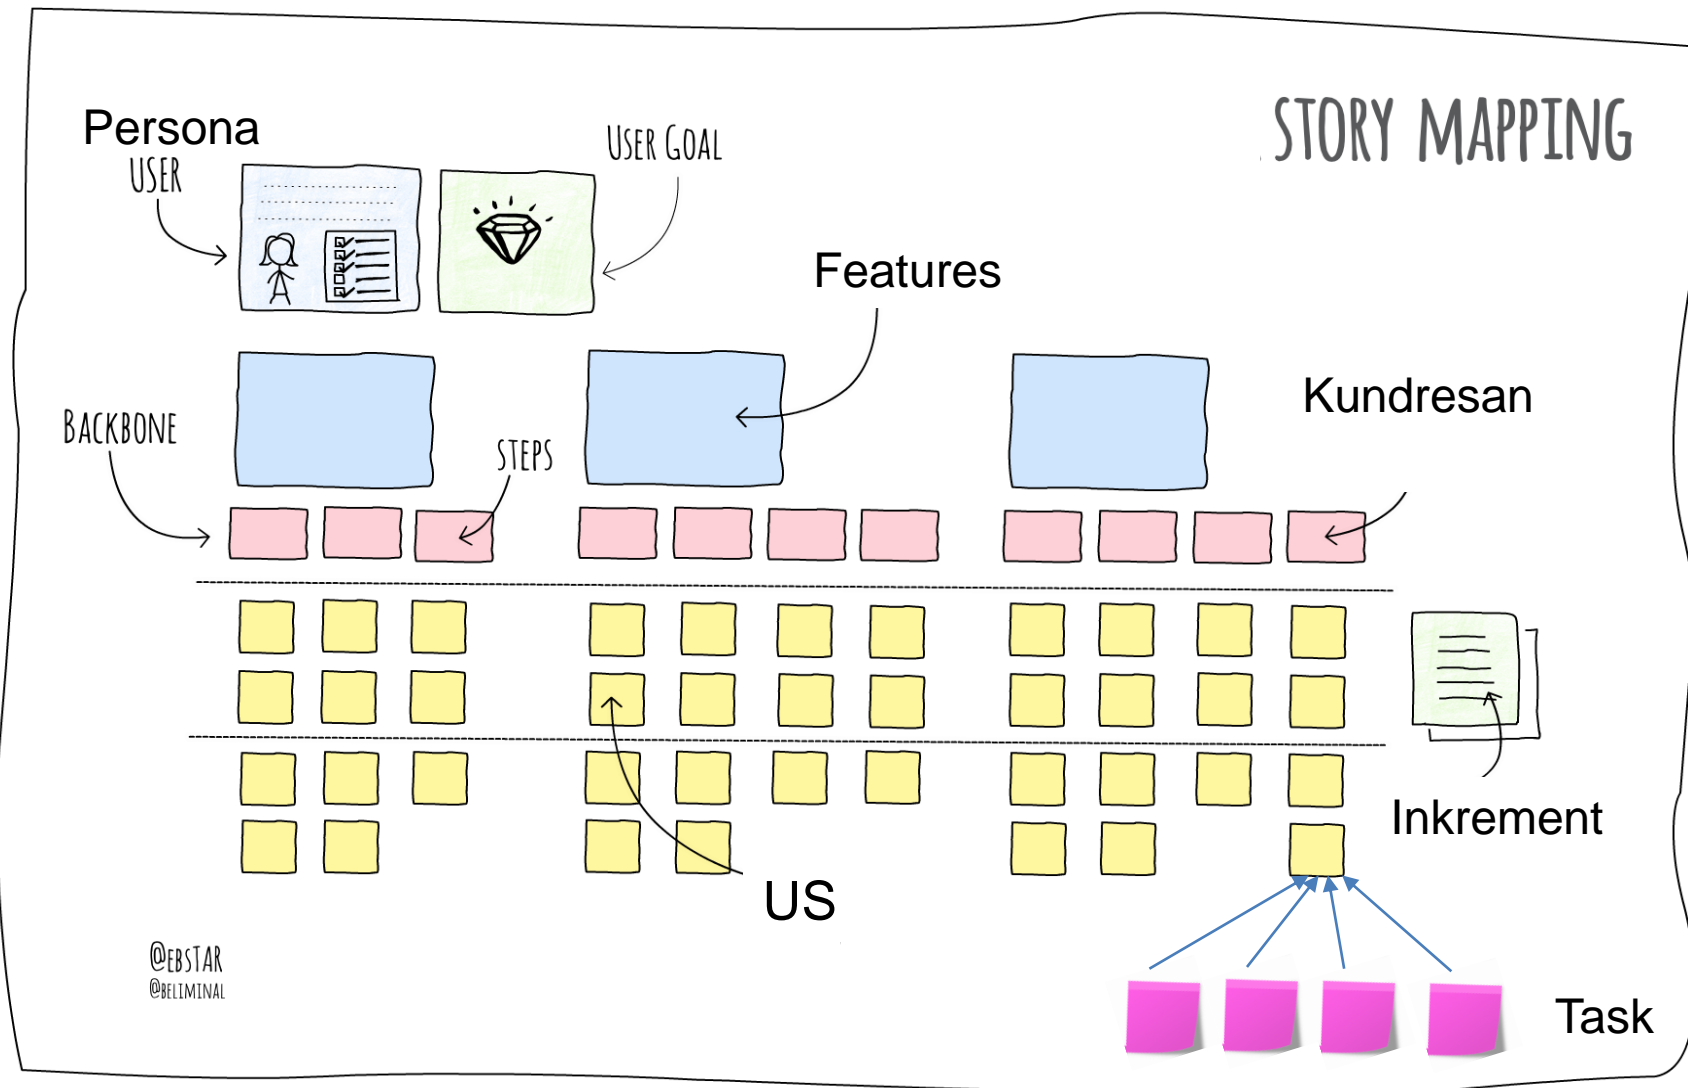 STORY MAPPING
Persona
USER
USER GOAL
Features
Kundresan
BACKBONE
STEPS
Inkrement
US
@EBSTAR
@BELIMINAL
Task